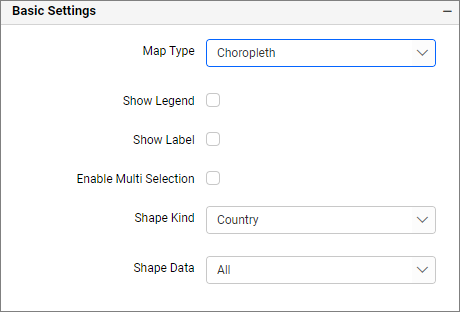 Basic Settings
Map Type Choropleth
Show Legend
Show Label
Enable Multi Selection
Shape Kind Country
Shape Data All